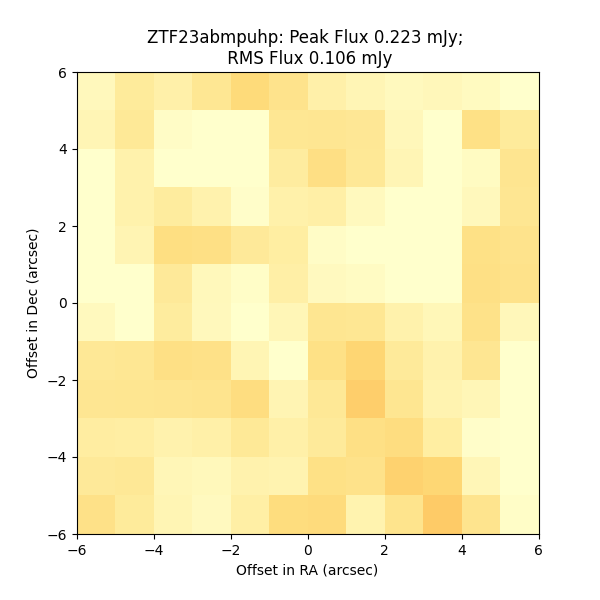 ZTF23abmpuhp: Peak Flux 0.223 mJy;
RMS Flux 0.106 mJy
6
4
2
0
−2
−4
−6
Offset in Dec (arcsec)
−6 −4 −2 0 2 4 6
Offset in RA (arcsec)